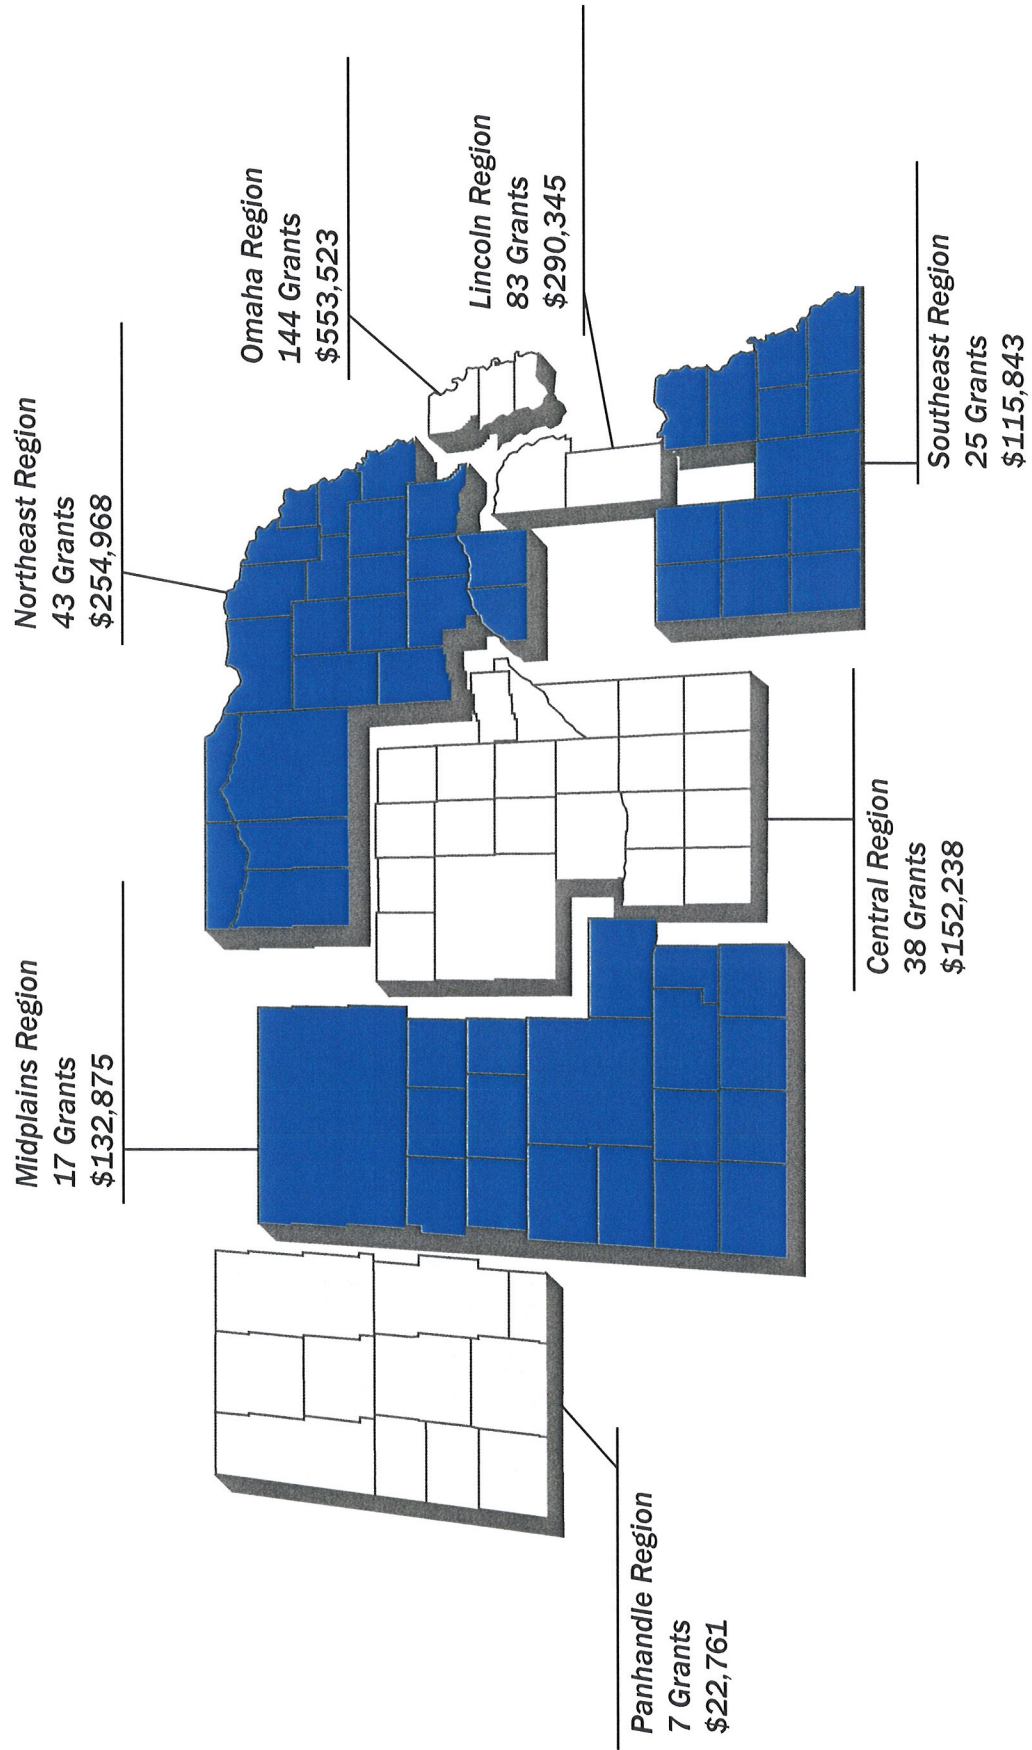 Panhandle Region
7 Grants
$22,761
Midplains Region
17 Grants
$132,875
Central Region
38 Grants
$152,238
Northeast Region
43 Grants
$254,968
Omaha Region
144 Grants
$553,523
Lincoln Region
83 Grants
$290,345
Southeast Region
25 Grants
$115,843